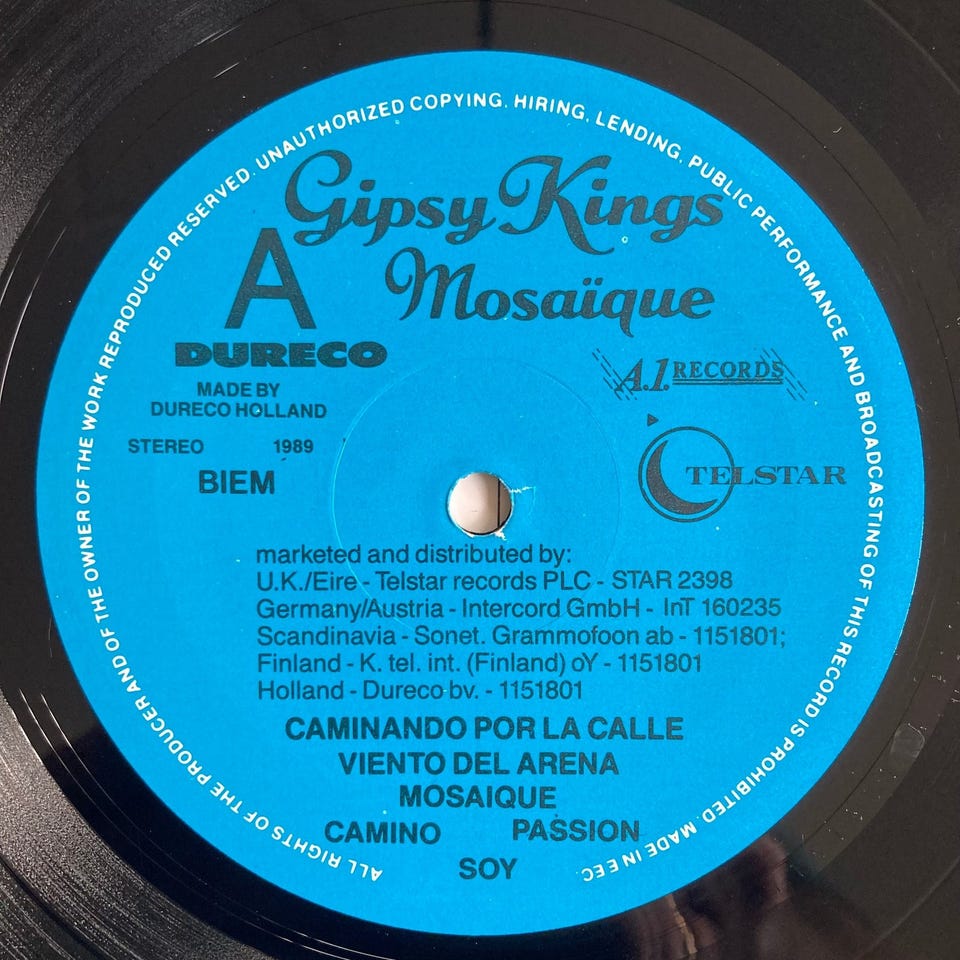 ALL RIGHTS OF THE PRODUCER AND OF THE OWNER OF THE WORK REPRODUCED RESERVED. UNAUTHORIZED COPYING, HIRING, LENDING, PUBLIC PERFORMANCE AND BROADCASTING OF THIS RECORD IS PROHIBITED. MADE IN EEC.
Gipsy Kings
Mosaïque
A
DURECO
MADE BY
DURECO HOLLAND
STEREO 1989
BIEM
A.1. RECORDS
TELSTAR
marketed and distributed by:
U.K./Eire - Telstar records PLC - STAR 2398
Germany/Austria - Intercord GmbH - InT 160235
Scandinavia - Sonet. Grammofoon ab - 1151801;
Finland - K. tel. int. (Finland) oY - 1151801
Holland - Dureco bv. - 1151801
CAMINANDO POR LA CALLE
VIENTO DEL ARENA
MOSAIQUE
CAMINO PASSION
SOY